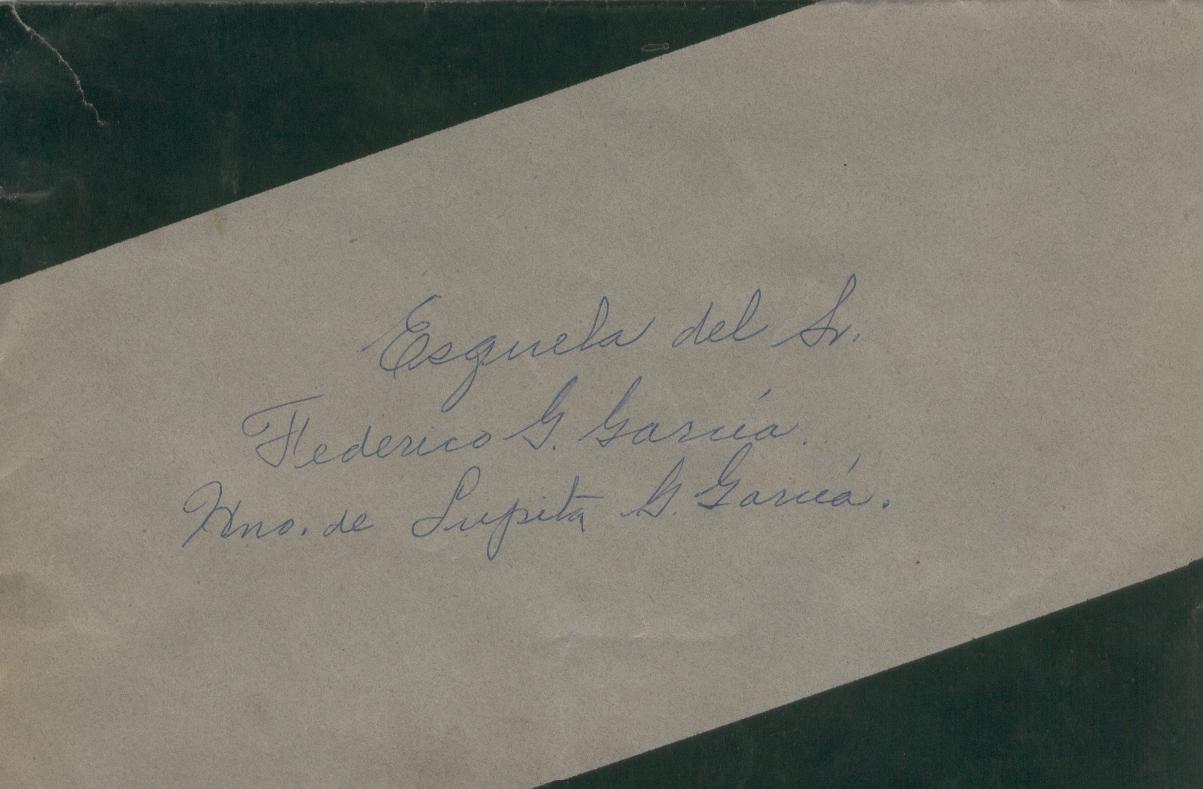 Esquela del Sr.
Federico G. García.
Hno. de Lupita G. García.